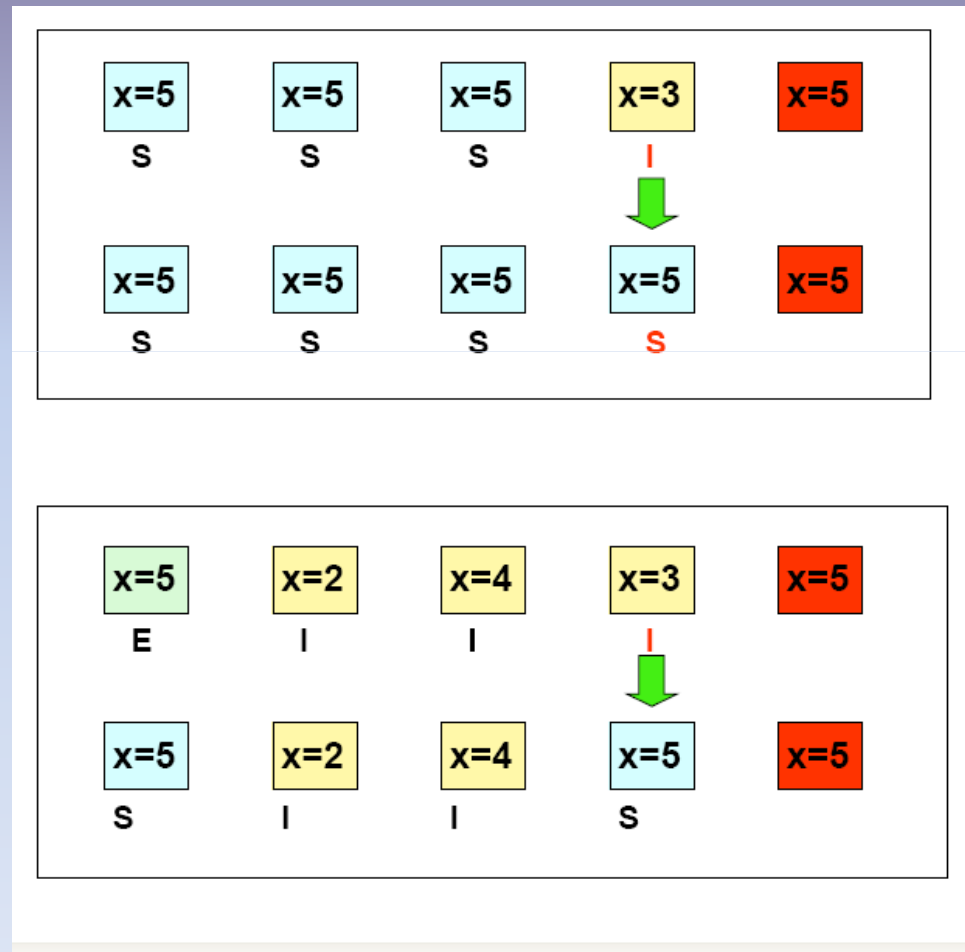 x=5 x=5 x=5 x=3 x=5
S S S I
x=5 x=5 x=5 x=5 x=5
S S S S
x=5 x=2 x=4 x=3 x=5
E I I I
x=5 x=2 x=4 x=5 x=5
S I I S